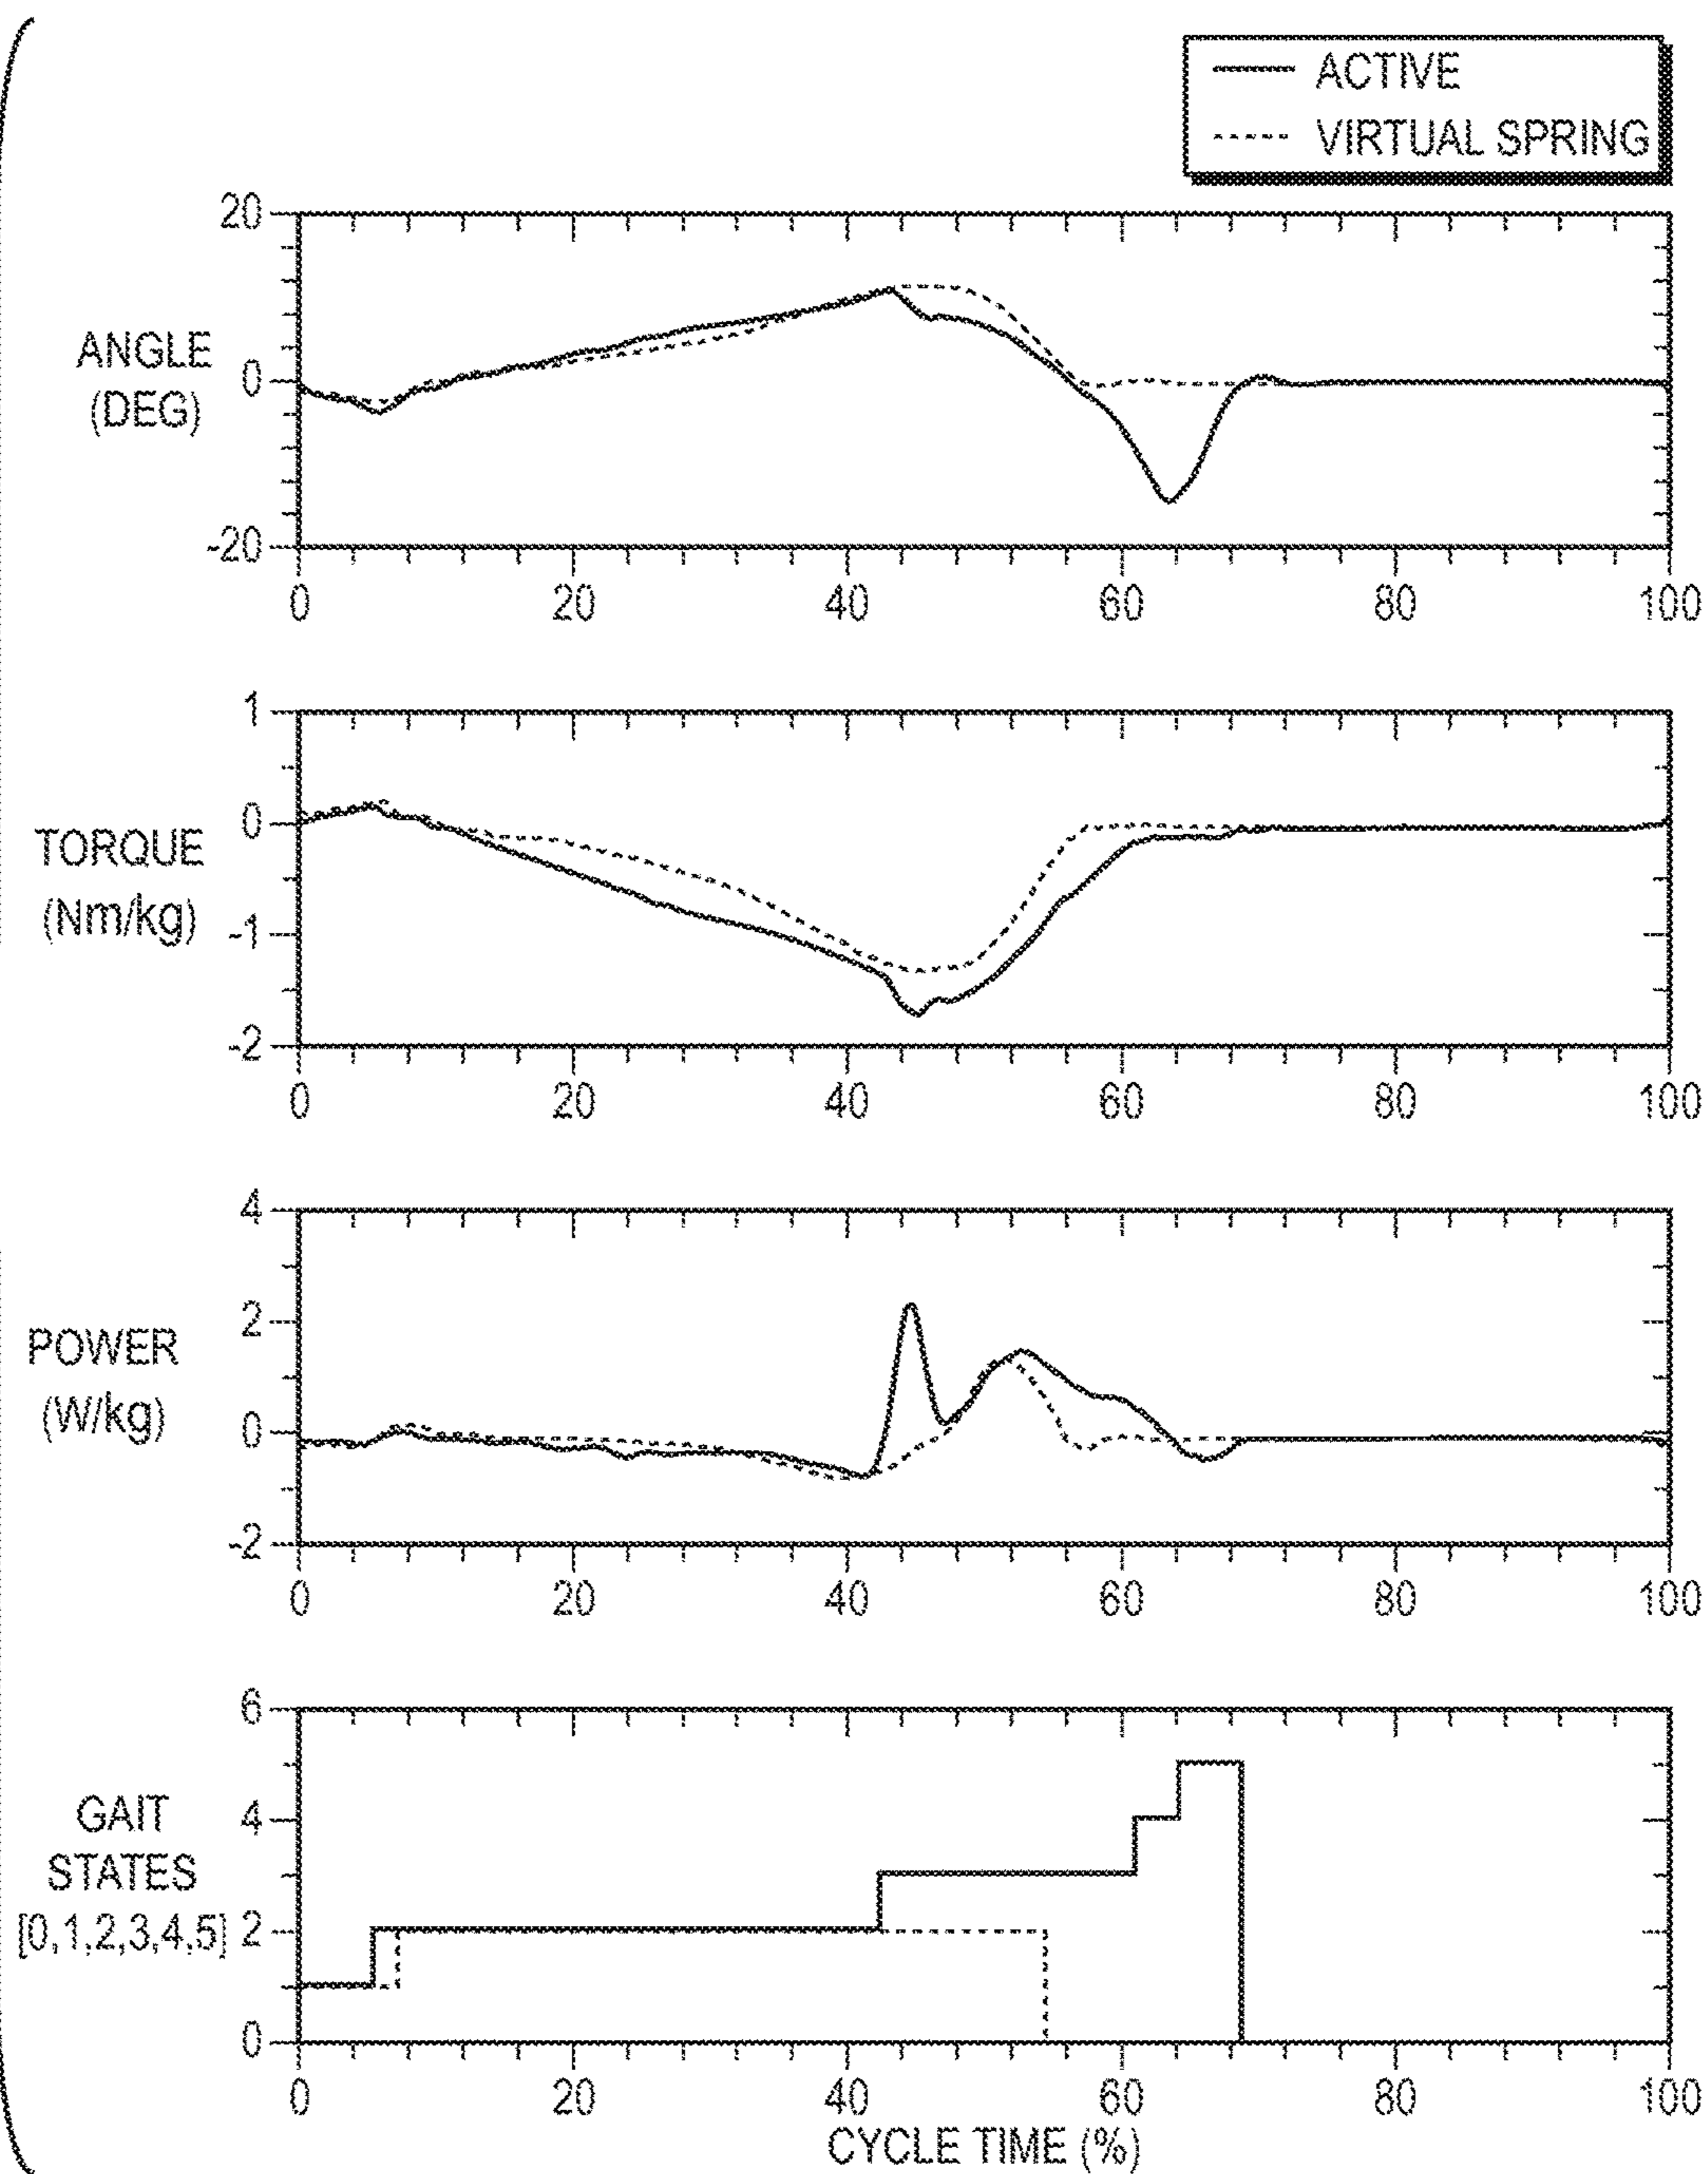 ACTIVE
VIRTUAL SPRING
20
ANGLE
0
(DEG)
-20
0 20 40 60 80 100
1
0
TORQUE
(Nm/kg)
-1
-2
0 20 40 60 80 100
4
2
POWER
(W/kg)
0
-2
0 20 40 60 80 100
6
GAIT
4
STATES
[0,1,2,3,4,5] 2
0
0 20 40 60 80 100
CYCLE TIME (%)